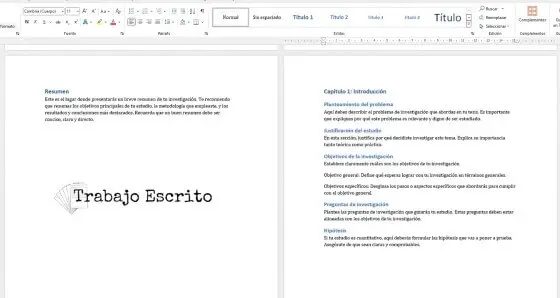 Cambria (Cuerpo)
11
Normal
Sin espaciado
Título 1
Título 2
Título
Buscar
Reemplazar
Seleccionar
Complementos
Estilos
Edición
Complementos
Resumen
Este es el lugar donde presentarás un breve resumen de tu investigación. Te recomiendo
que resumas los objetivos principales de tu estudio, la metodología que empleaste, y los
resultados y conclusiones más destacados. Recuerda que un buen resumen debe ser
conciso, claro y directo.
Trabajo Escrito
Capítulo 1: Introducción
Planteamiento del problema
Aquí debes describir el problema de investigación que abordas en tu tesis. Es importante
que expliques por qué este problema es relevante y digno de ser estudiado.
Justificación del estudio
En esta sección, justifica por qué decidiste investigar este tema. Explica su importancia
tanto teórica como práctica.
Objetivos de la investigación
Establece claramente cuáles son los objetivos de tu investigación.
Objetivo general: Define qué esperas lograr con tu investigación en términos generales.
Objetivos específicos: Desglosa los pasos o aspectos específicos que abordarás para cumplir
con el objetivo general.
Preguntas de investigación
Plantea las preguntas de investigación que guiarán tu estudio. Estas preguntas deben estar
alineadas con los objetivos de tu investigación.
Hipótesis
Si tu estudio es cuantitativo, aquí deberás formular las hipótesis que vas a poner a prueba.
Asegúrate de que sean claras y comprobables.